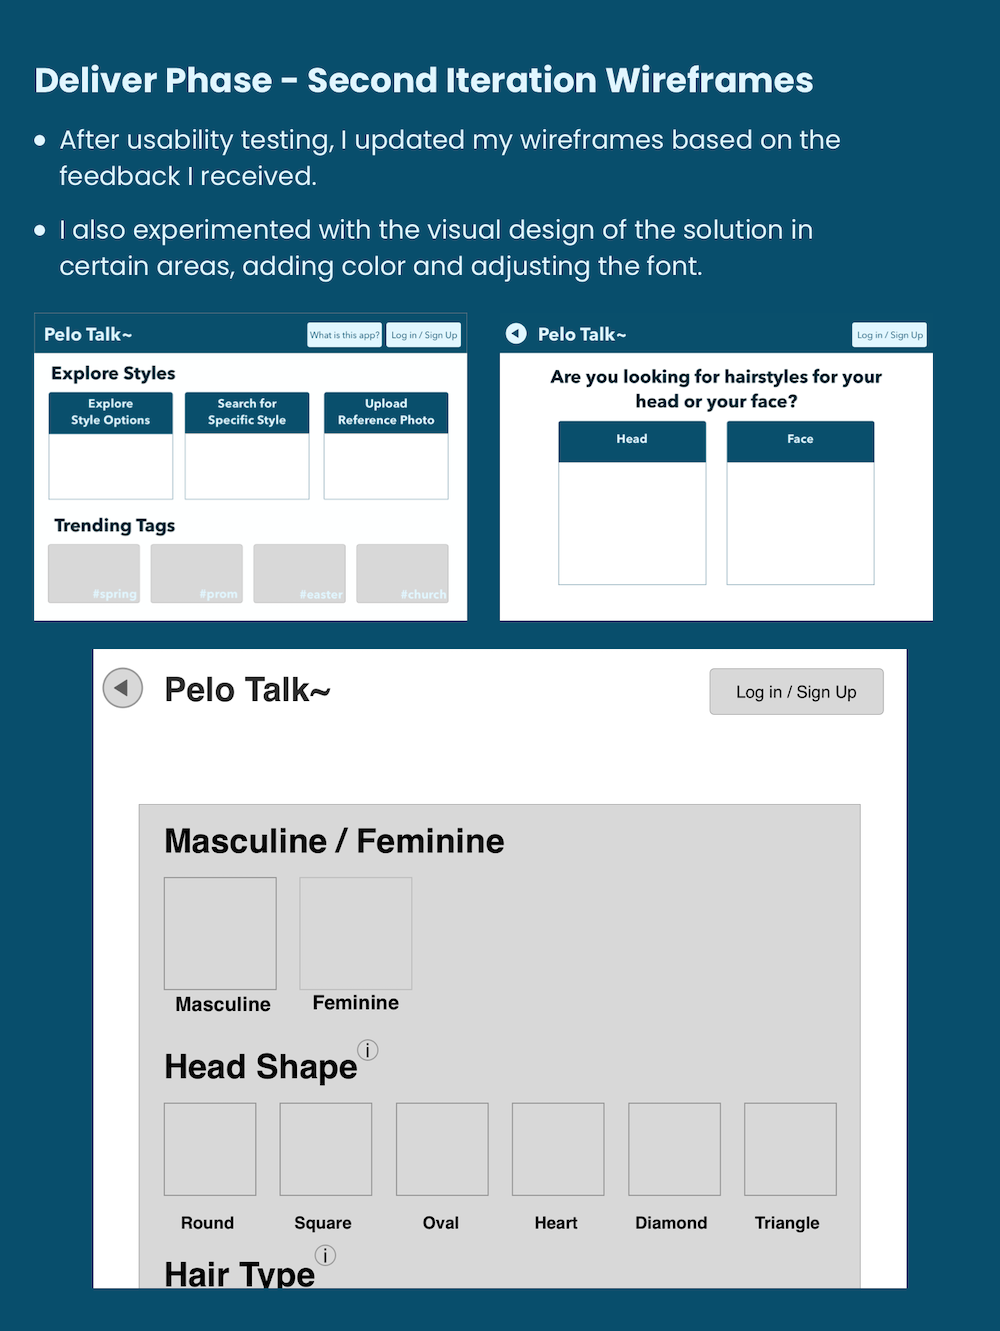 Deliver Phase - Second Iteration Wireframes
• After usability testing, I updated my wireframes based on the
feedback I received.
• I also experimented with the visual design of the solution in
certain areas, adding color and adjusting the font.
Pelo Talk~
What is this app?
Log in / Sign Up
Explore Styles
Explore
Style Options
Search for
Specific Style
Upload
Reference Photo
Trending Tags
#spring
#prom
#easter
#church
Pelo Talk~
Log in / Sign Up
Are you looking for hairstyles for your
head or your face?
Head
Face
Pelo Talk~
Log in / Sign Up
Masculine / Feminine
Masculine
Feminine
Head Shape i
Round
Square
Oval
Heart
Diamond
Triangle
Hair Type i